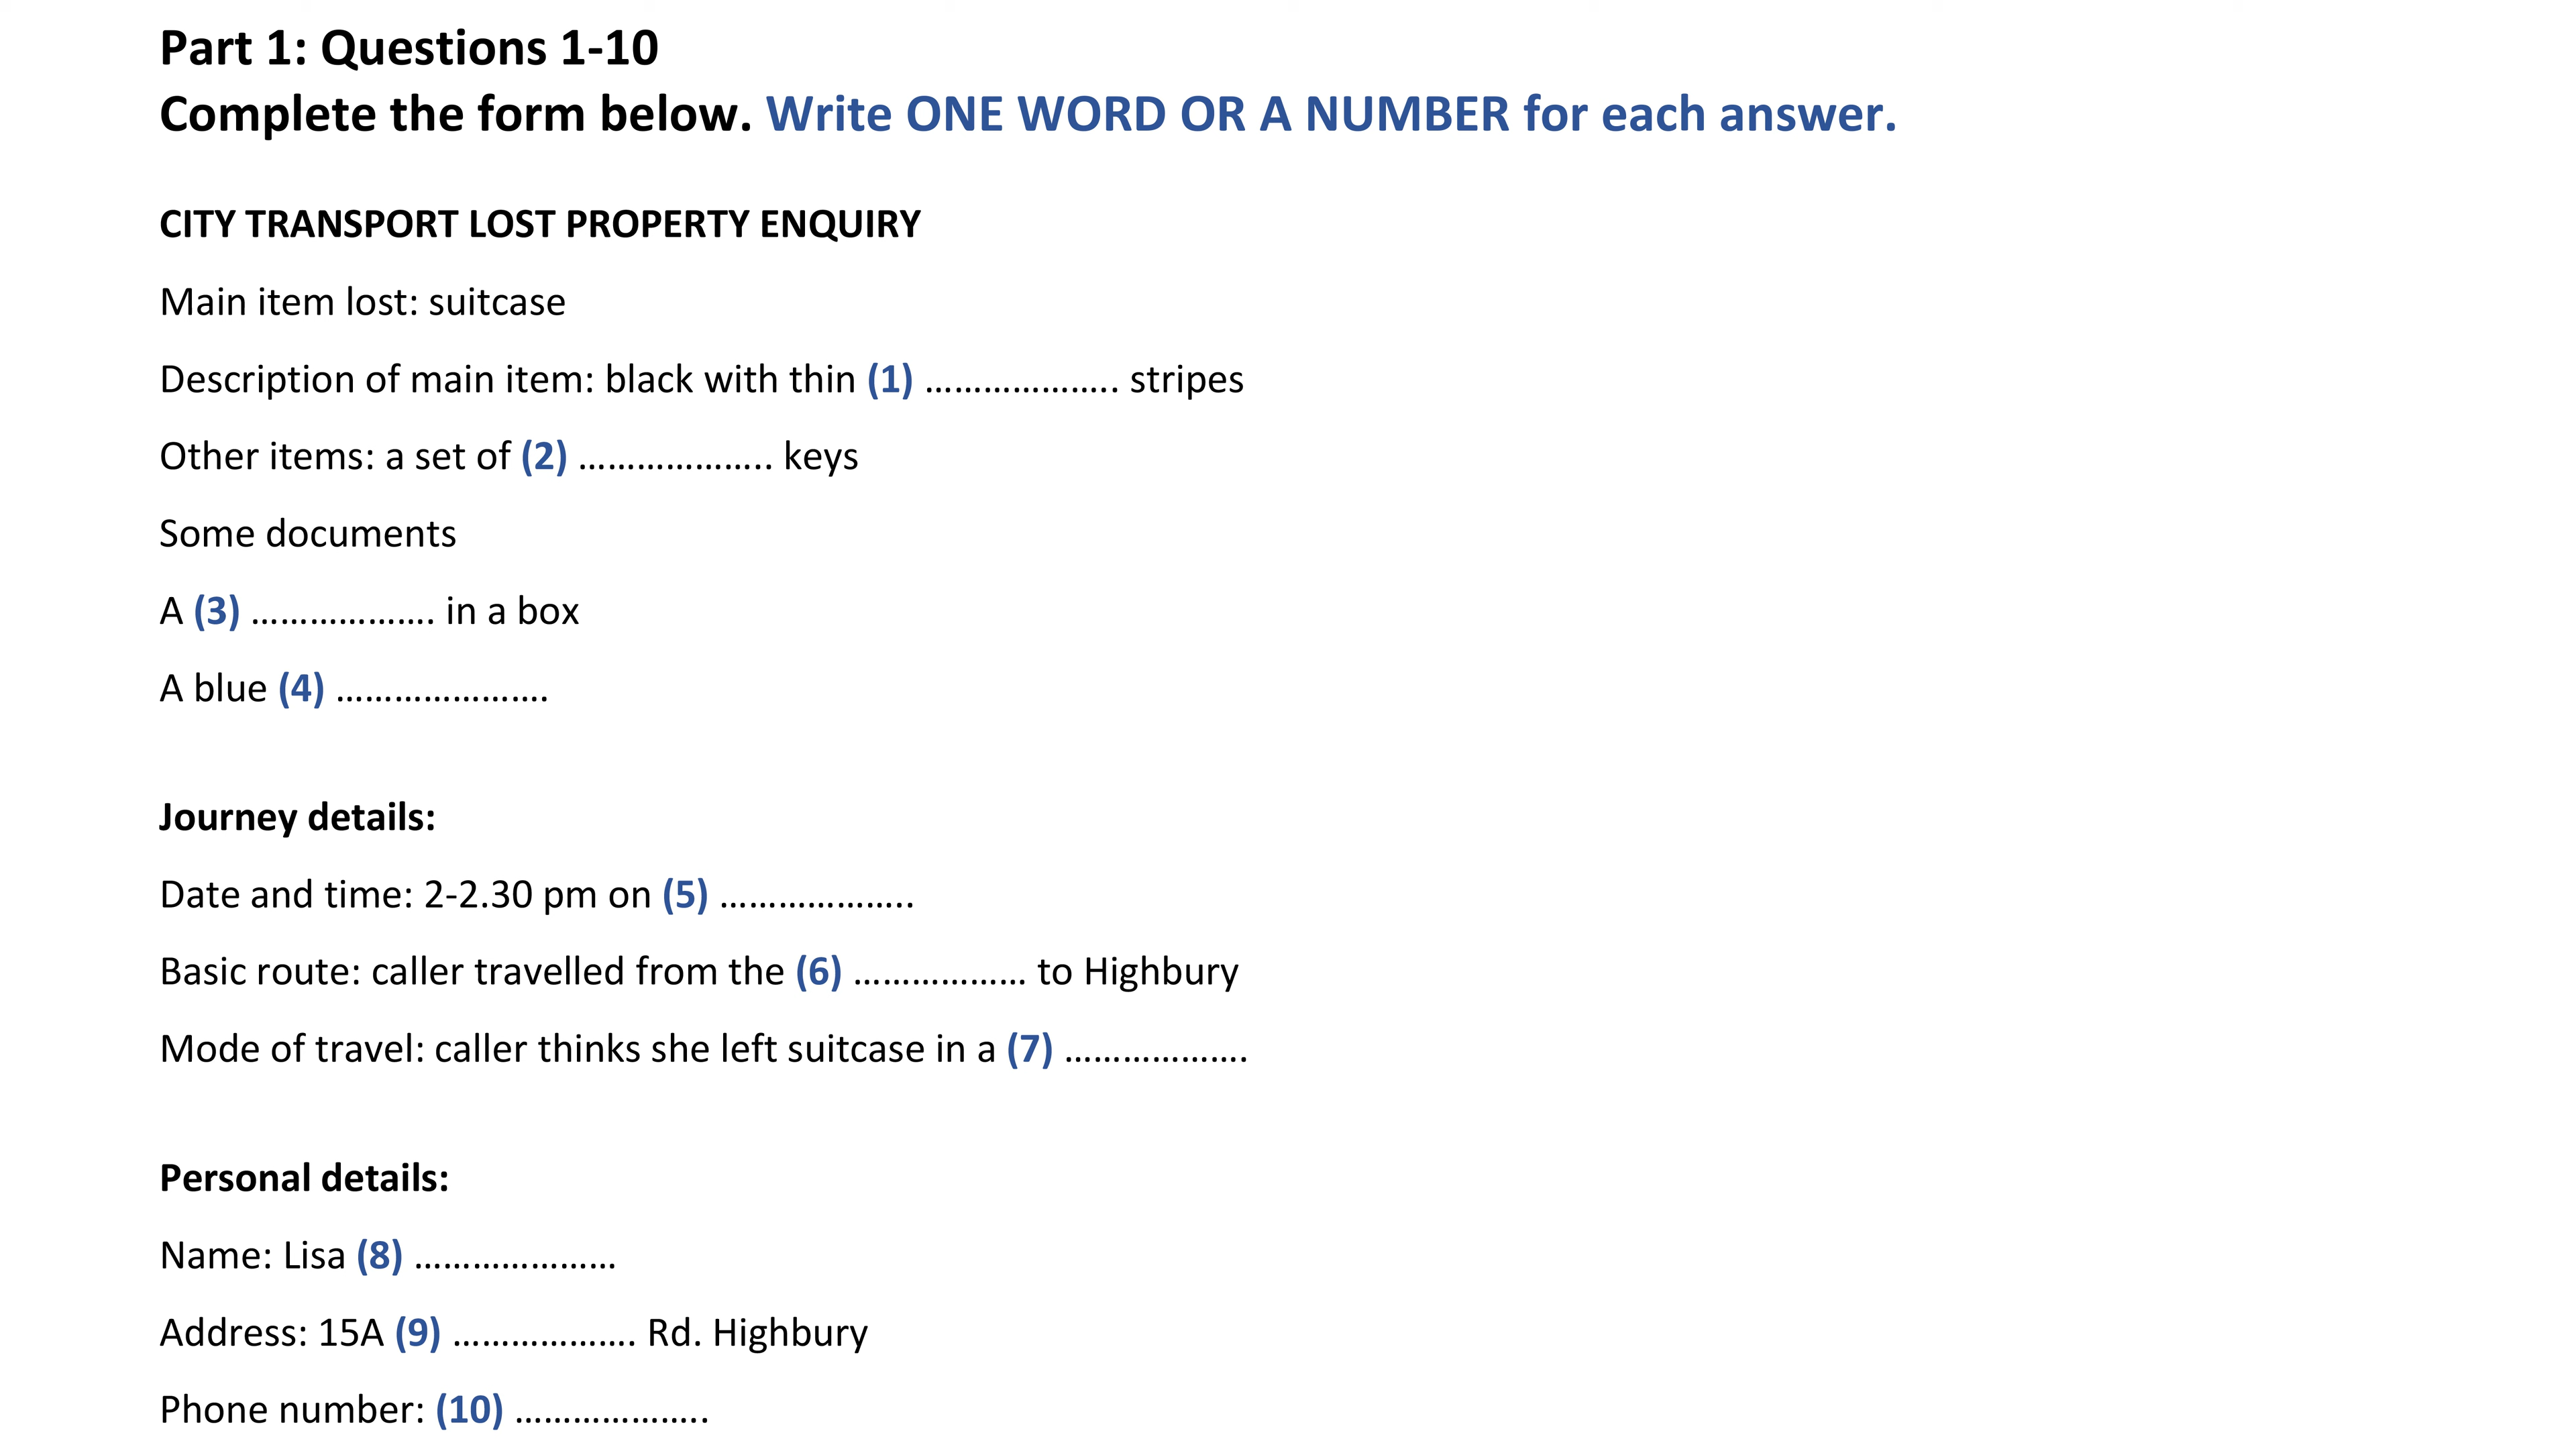 Part 1: Questions 1-10
Complete the form below. Write ONE WORD OR A NUMBER for each answer.
CITY TRANSPORT LOST PROPERTY ENQUIRY
Main item lost: suitcase
Description of main item: black with thin (1) ……………….. stripes
Other items: a set of (2) ……………….. keys
Some documents
A (3) ………………. in a box
A blue (4) ………………….
Journey details:
Date and time: 2-2.30 pm on (5) ………………..
Basic route: caller travelled from the (6) ……………… to Highbury
Mode of travel: caller thinks she left suitcase in a (7) ……………….
Personal details:
Name: Lisa (8) …………………
Address: 15A (9) ………………. Rd. Highbury
Phone number: (10) ………………..